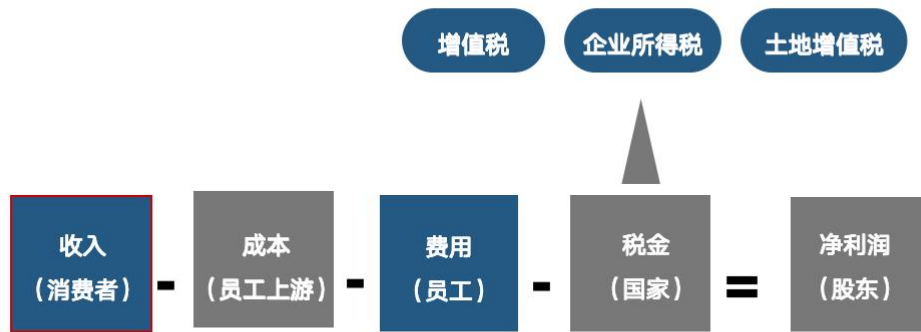 增值税 企业所得税 土地增值税
收入 成本 费用 税金 净利润
（消费者） - （员工上游） - （员工） - （国家） = （股东）